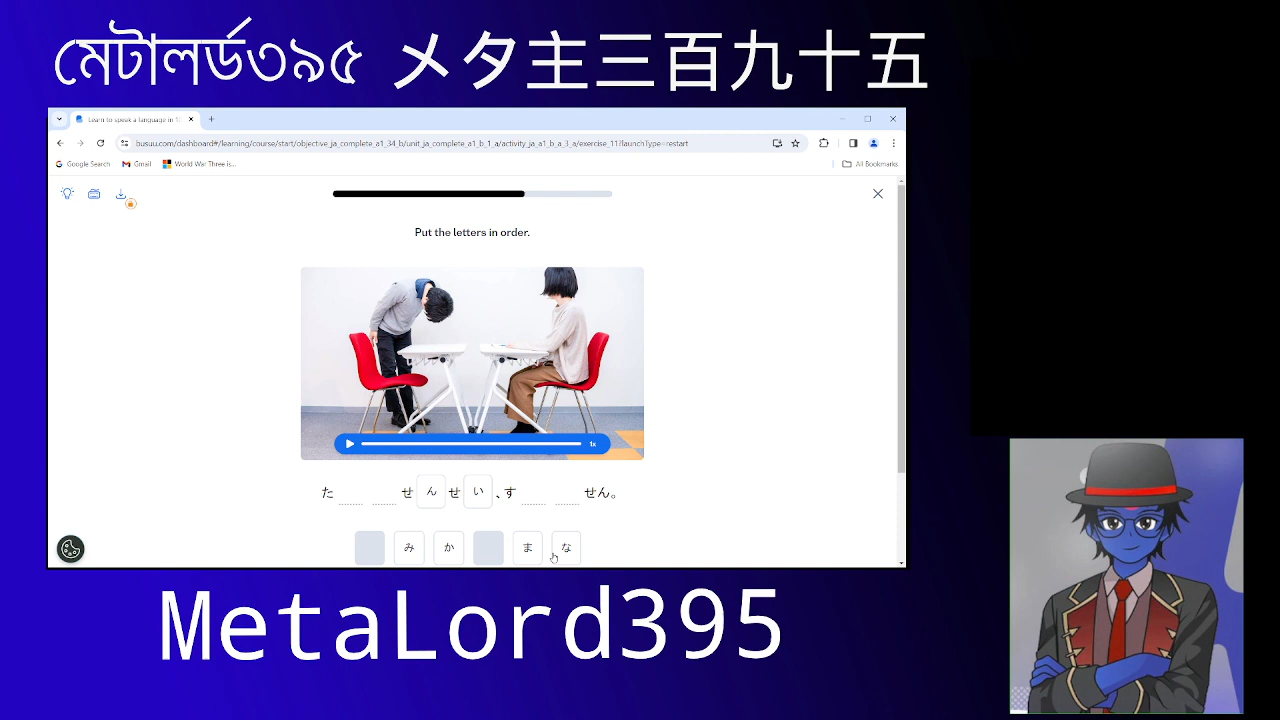 মেটালর্ড৩৯৫ メタ主三百九十五
Learn to speak a language in 1
busuu.com/dashboard#/learning/course/start/objective_ja_complete_a1_34_b/unit_ja_complete_a1_b_1_a/activity_ja_a1_b_a_3_a/exercise_11?launchType=restart
Google Search Gmail World War Three is... All Bookmarks
Put the letters in order.
1x
た せ ん せ い 、す せん。
み か ま な
MetaLord395